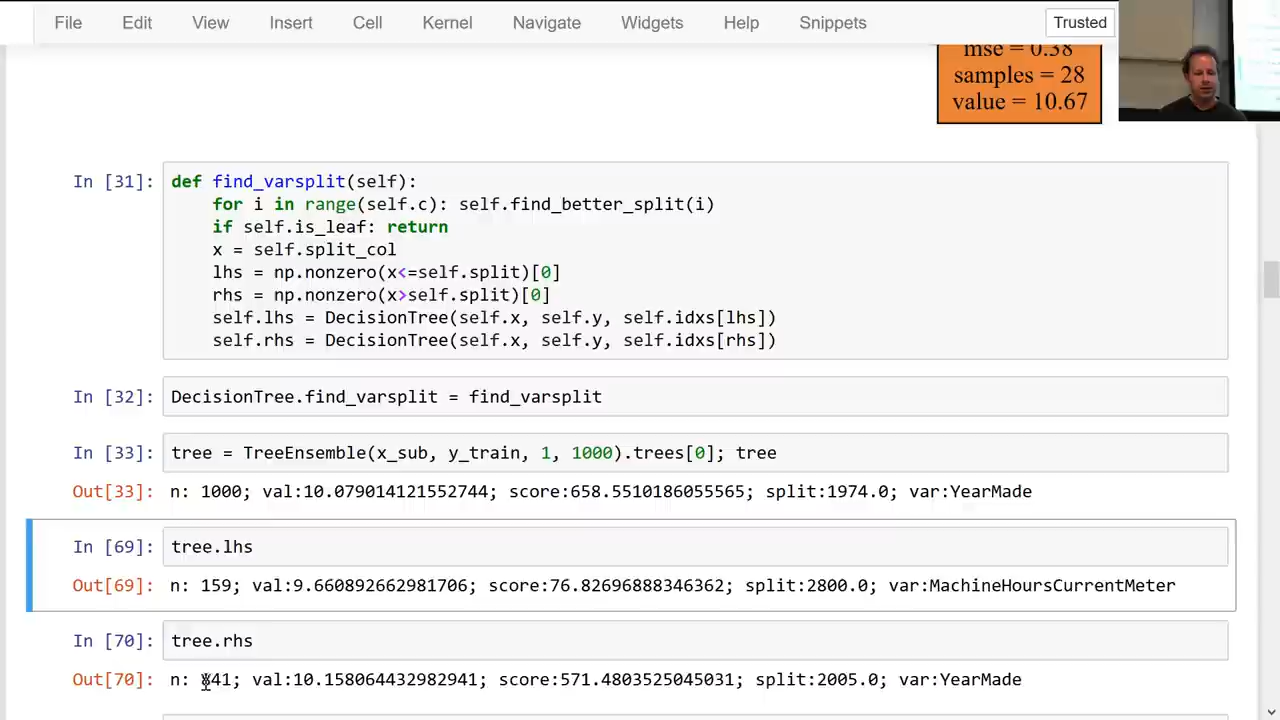 File Edit View Insert Cell Kernel Navigate Widgets Help Snippets Trusted
mse = 0.38
samples = 28
value = 10.67
In [31]: def find_varsplit(self):
for i in range(self.c): self.find_better_split(i)
if self.is_leaf: return
x = self.split_col
lhs = np.nonzero(x<=self.split)[0]
rhs = np.nonzero(x>self.split)[0]
self.lhs = DecisionTree(self.x, self.y, self.idxs[lhs])
self.rhs = DecisionTree(self.x, self.y, self.idxs[rhs])
In [32]: DecisionTree.find_varsplit = find_varsplit
In [33]: tree = TreeEnsemble(x_sub, y_train, 1, 1000).trees[0]; tree
Out[33]: n: 1000; val:10.079014121552744; score:658.5510186055565; split:1974.0; var:YearMade
In [69]: tree.lhs
Out[69]: n: 159; val:9.660892662981706; score:76.82696888346362; split:2800.0; var:MachineHoursCurrentMeter
In [70]: tree.rhs
Out[70]: n: 841; val:10.158064432982941; score:571.4803525045031; split:2005.0; var:YearMade